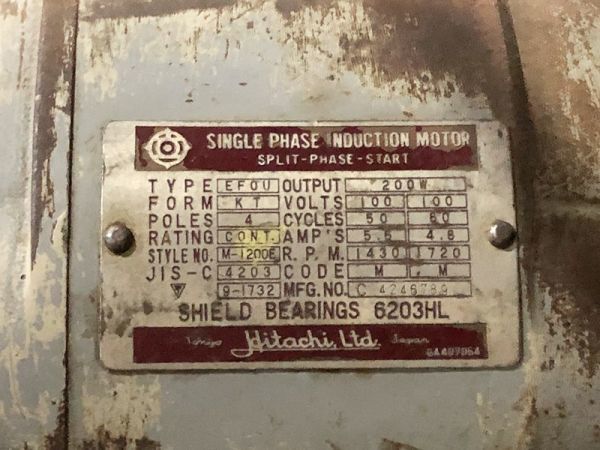 SINGLE PHASE INDUCTION MOTOR
SPLIT-PHASE-START
TYPE EFOU OUTPUT 200W
FORM KT VOLTS 100 100
POLES 4 CYCLES 50 60
RATING CONT. AMP'S 5.6 4.8
STYLE NO. M-1200E R.P.M. 1430 1720
JIS-C 4203 CODE M M
9-1732 MFG.NO. C 4246789
SHIELD BEARINGS 6203HL
Tokyo Hitachi, Ltd. Japan